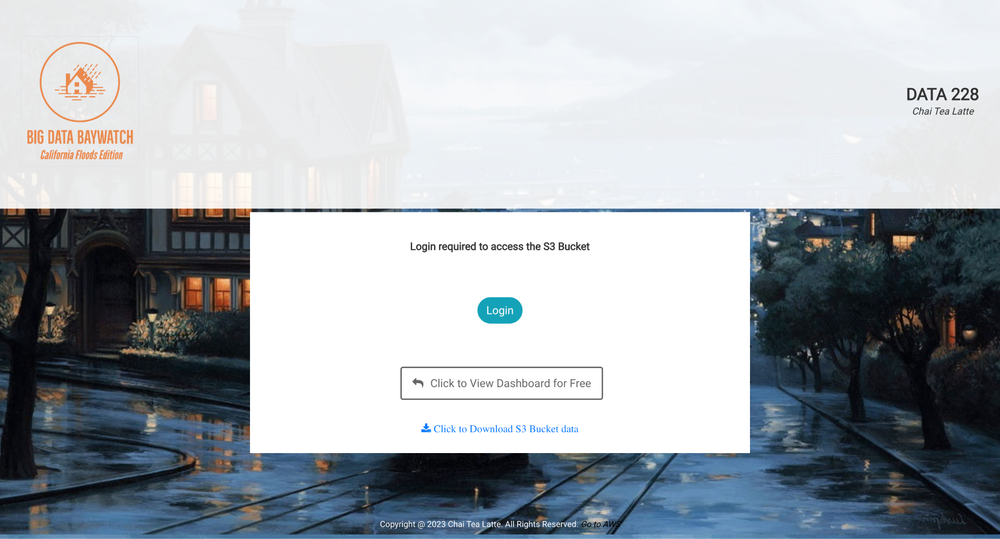 BIG DATA BAYWATCH
California Floods Edition
DATA 228
Chai Tea Latte
Login required to access the S3 Bucket
Login
Click to View Dashboard for Free
Click to Download S3 Bucket data
Copyright @ 2023 Chai Tea Latte. All Rights Reserved. Go to AWS